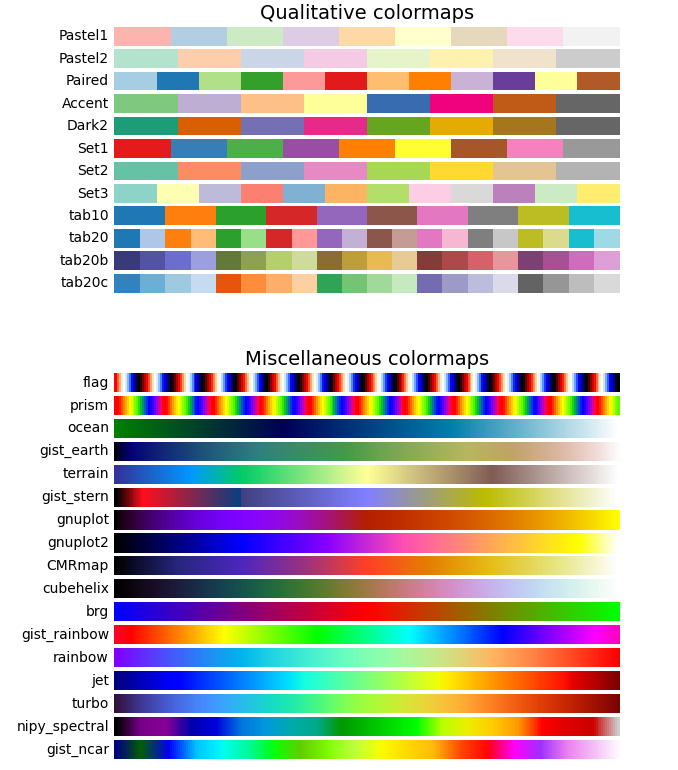 Qualitative colormaps
Pastel1
Pastel2
Paired
Accent
Dark2
Set1
Set2
Set3
tab10
tab20
tab20b
tab20c
Miscellaneous colormaps
flag
prism
ocean
gist_earth
terrain
gist_stern
gnuplot
gnuplot2
CMRmap
cubehelix
brg
gist_rainbow
rainbow
jet
turbo
nipy_spectral
gist_ncar